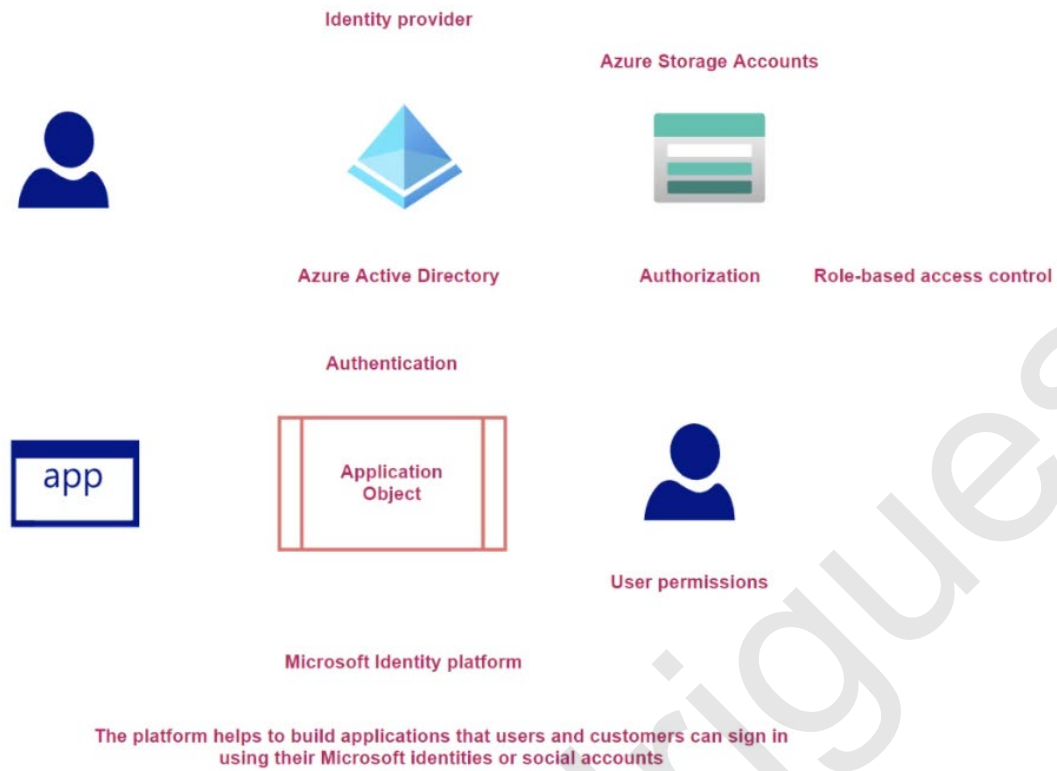 Identity provider
Azure Storage Accounts
Azure Active Directory
Authorization
Role-based access control
Authentication
app
Application
Object
User permissions
Microsoft Identity platform
The platform helps to build applications that users and customers can sign in
using their Microsoft identities or social accounts